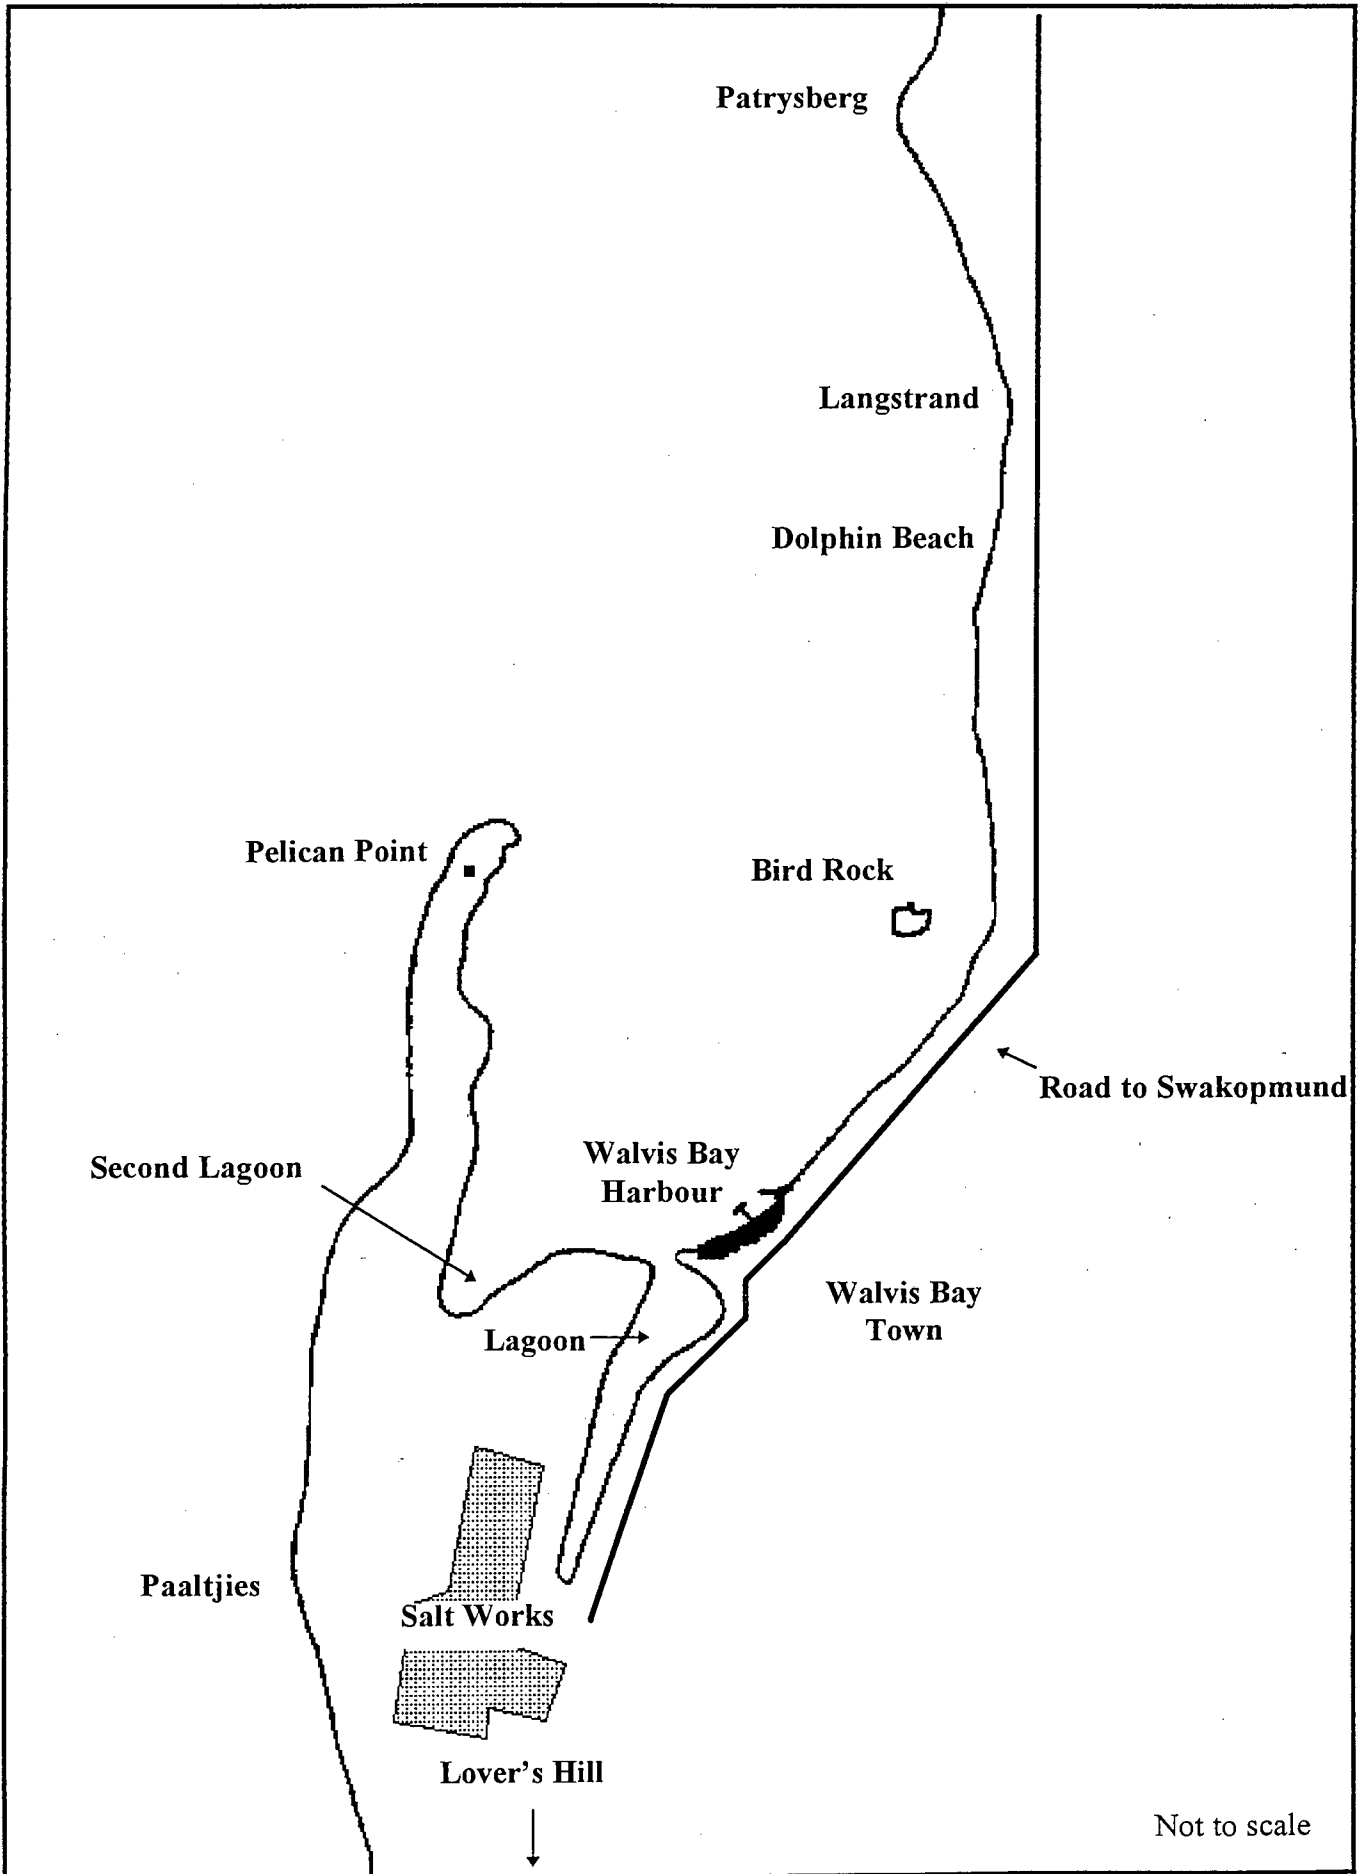 Patrysberg
Langstrand
Dolphin Beach
Pelican Point
Bird Rock
Road to Swakopmund
Walvis Bay
Harbour
Second Lagoon
Walvis Bay
Town
Lagoon
Paaltjies
Salt Works
Lover's Hill
Not to scale